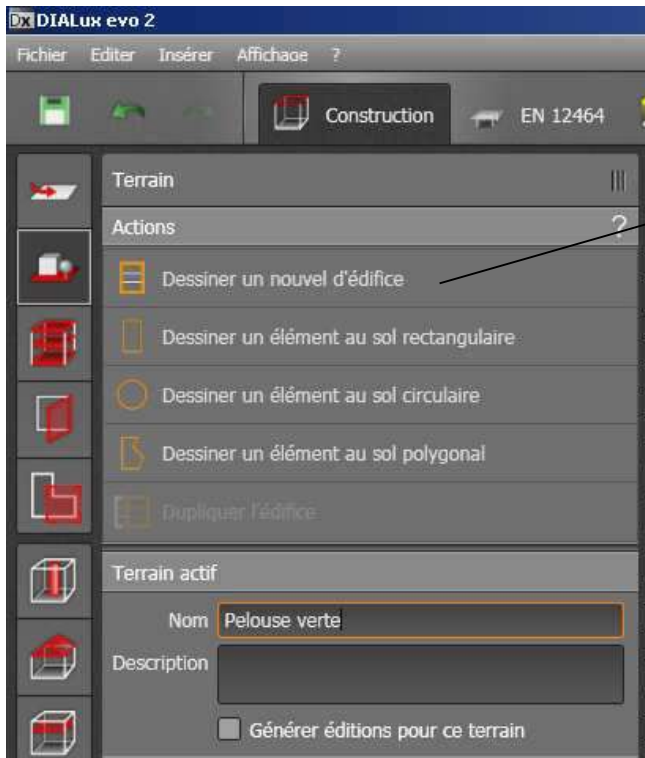 Dx DIALux evo 2
Fichier Editer Insérer Affichage ?
Construction EN 12464
Terrain
Actions ?
Dessiner un nouvel d'édifice
Dessiner un élément au sol rectangulaire
Dessiner un élément au sol circulaire
Dessiner un élément au sol polygonal
Dupliquer l'édifice
Terrain actif
Nom Pelouse verte
Description
Générer éditions pour ce terrain